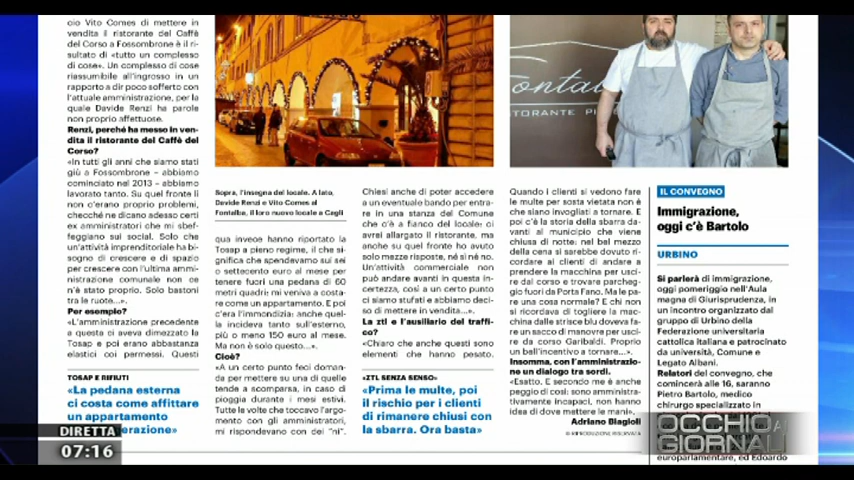 cio Vito Comes di mettere in
vendita il ristorante del Caffè
del Corso a Fossombrone è il ri-
sultato di «tutto un complesso
di cose». Un complesso di cose
riassumibile all'ingrosso in un
rapporto a dir poco sofferto con
l'attuale amministrazione, per la
quale Davide Renzi ha parole
non proprio affettuose.
Renzi, perché ha messo in ven-
dita il ristorante del Caffè del
Corso?
«In tutti gli anni che siamo stati
giù a Fossombrone – abbiamo
cominciato nel 2013 – abbiamo
lavorato tanto. Su quel fronte lì
non c'erano proprio problemi,
checché ne dicano adesso certi
ex amministratori che mi sbef-
feggiano sui social. Solo che
un'attività imprenditoriale ha bi-
sogno di crescere e di spazio
per crescere con l'ultima ammi-
nistrazione comunale non ce
n'è stato proprio. Solo bastoni
tra le ruote...».
Per esempio?
«L'amministrazione precedente
a questa ci aveva dimezzato la
Tosap e poi erano abbastanza
elastici coi permessi. Questi
TOSAP E RIFIUTI
«La pedana esterna
ci costa come affittare
un appartamento
erazione»
Sopra, l'insegna del locale. A lato,
Davide Renzi e Vito Comes al
Fontalba, il loro nuovo locale a Cagli
qua invece hanno riportato la
Tosap a pieno regime, il che si-
gnifica che spendevamo sui sei
o settecento euro al mese per
tenere fuori una pedana di 60
metri quadri: mi veniva a costa-
re come un appartamento. E poi
c'era l'immondizia: anche quel-
la incideva tanto sull'esterno,
più o meno 150 euro al mese.
Ma non è solo questo...».
Cioè?
«A un certo punto feci doman-
da per mettere su una di quelle
tenda a scomparsa, in caso di
pioggia durante i mesi estivi.
Tutte le volte che toccavo l'argo-
mento con gli amministratori,
mi rispondevano con dei "ni".
Chiesi anche di poter accedere
a un eventuale bando per entra-
re in una stanza del Comune
che c'è a fianco del locale: ci
avrei allargato il ristorante, ma
anche su quel fronte ho avuto
solo mezze risposte, né sì né no.
Un'attività commerciale non
può andare avanti in questa in-
certezza, così a un certo punto
ci siamo stufati e abbiamo deci-
so di mettere in vendita...».
La ztl e l'ausiliario del traffi-
co?
«Chiaro che anche questi sono
elementi che hanno pesato.
«ZTL SENZA SENSO»
«Prima le multe, poi
il rischio per i clienti
di rimanere chiusi con
la sbarra. Ora basta»
Fontal
RISTORANTE PI
Quando i clienti si vedono fare
le multe per sosta vietata non è
che siano invogliati a tornare. E
poi c'è la storia della sbarra da-
vanti al municipio che viene
chiusa di notte: nel bel mezzo
della cena si sarebbe dovuto ri-
cordare ai clienti di andare a
prendere la macchina per usci-
re dal corso e trovare parcheg-
gio fuori da Porta Fano. Ma le pa-
re una cosa normale? E chi non
si ricordava di togliere la mac-
china dalle strisce blu doveva fa-
re un sacco di manovre per usci-
re da corso Garibaldi. Proprio
un ball'incentivo a tornare...».
Insomma, con l'amministrazio-
ne un dialogo tra sordi.
«Esatto. E secondo me è anche
peggio di così: sono amministra-
tivamente incapaci, non hanno
idea di dove mettere le mani».
Adriano Biagioli
© RIPRODUZIONE RISERVATA
IL CONVEGNO
Immigrazione,
oggi c'è Bartolo
URBINO
Si parlerà di immigrazione,
oggi pomeriggio nell'Aula
magna di Giurisprudenza, in
un incontro organizzato dal
gruppo di Urbino della
Federazione universitaria
cattolica italiana e patrocinato
da università, Comune e
Legato Albani.
Relatori del convegno, che
comincerà alle 16, saranno
Pietro Bartolo, medico
chirurgo specializzato in
europarlamentare, ed Edoardo
OCCHIO AI
GIORNALI
DIRETTA
07:16